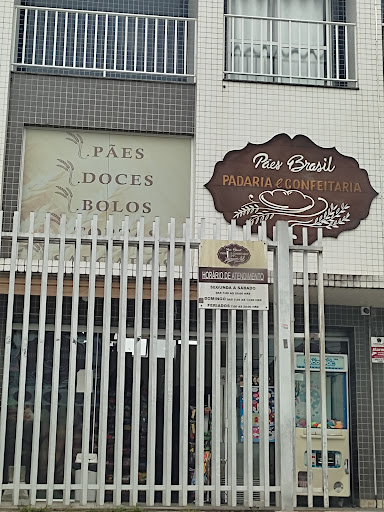 .PÃES
.DOCES
.BOLOS
Pães Brasil
PADARIA e CONFEITARIA
HORÁRIO DE ATENDIMENTO
SEGUNDA A SÁBADO
DOMINGO
FERIADOS